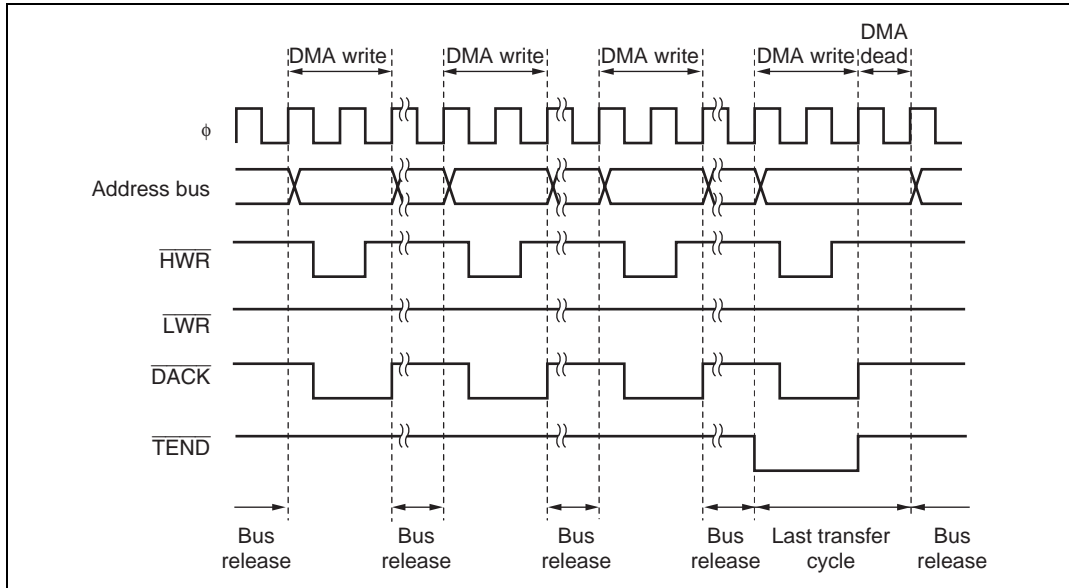 DMA
DMA write DMA write DMA write DMA write dead
ϕ
Address bus
HWR
LWR
DACK
TEND
Bus Bus Bus Bus Last transfer Bus
release release release release cycle release